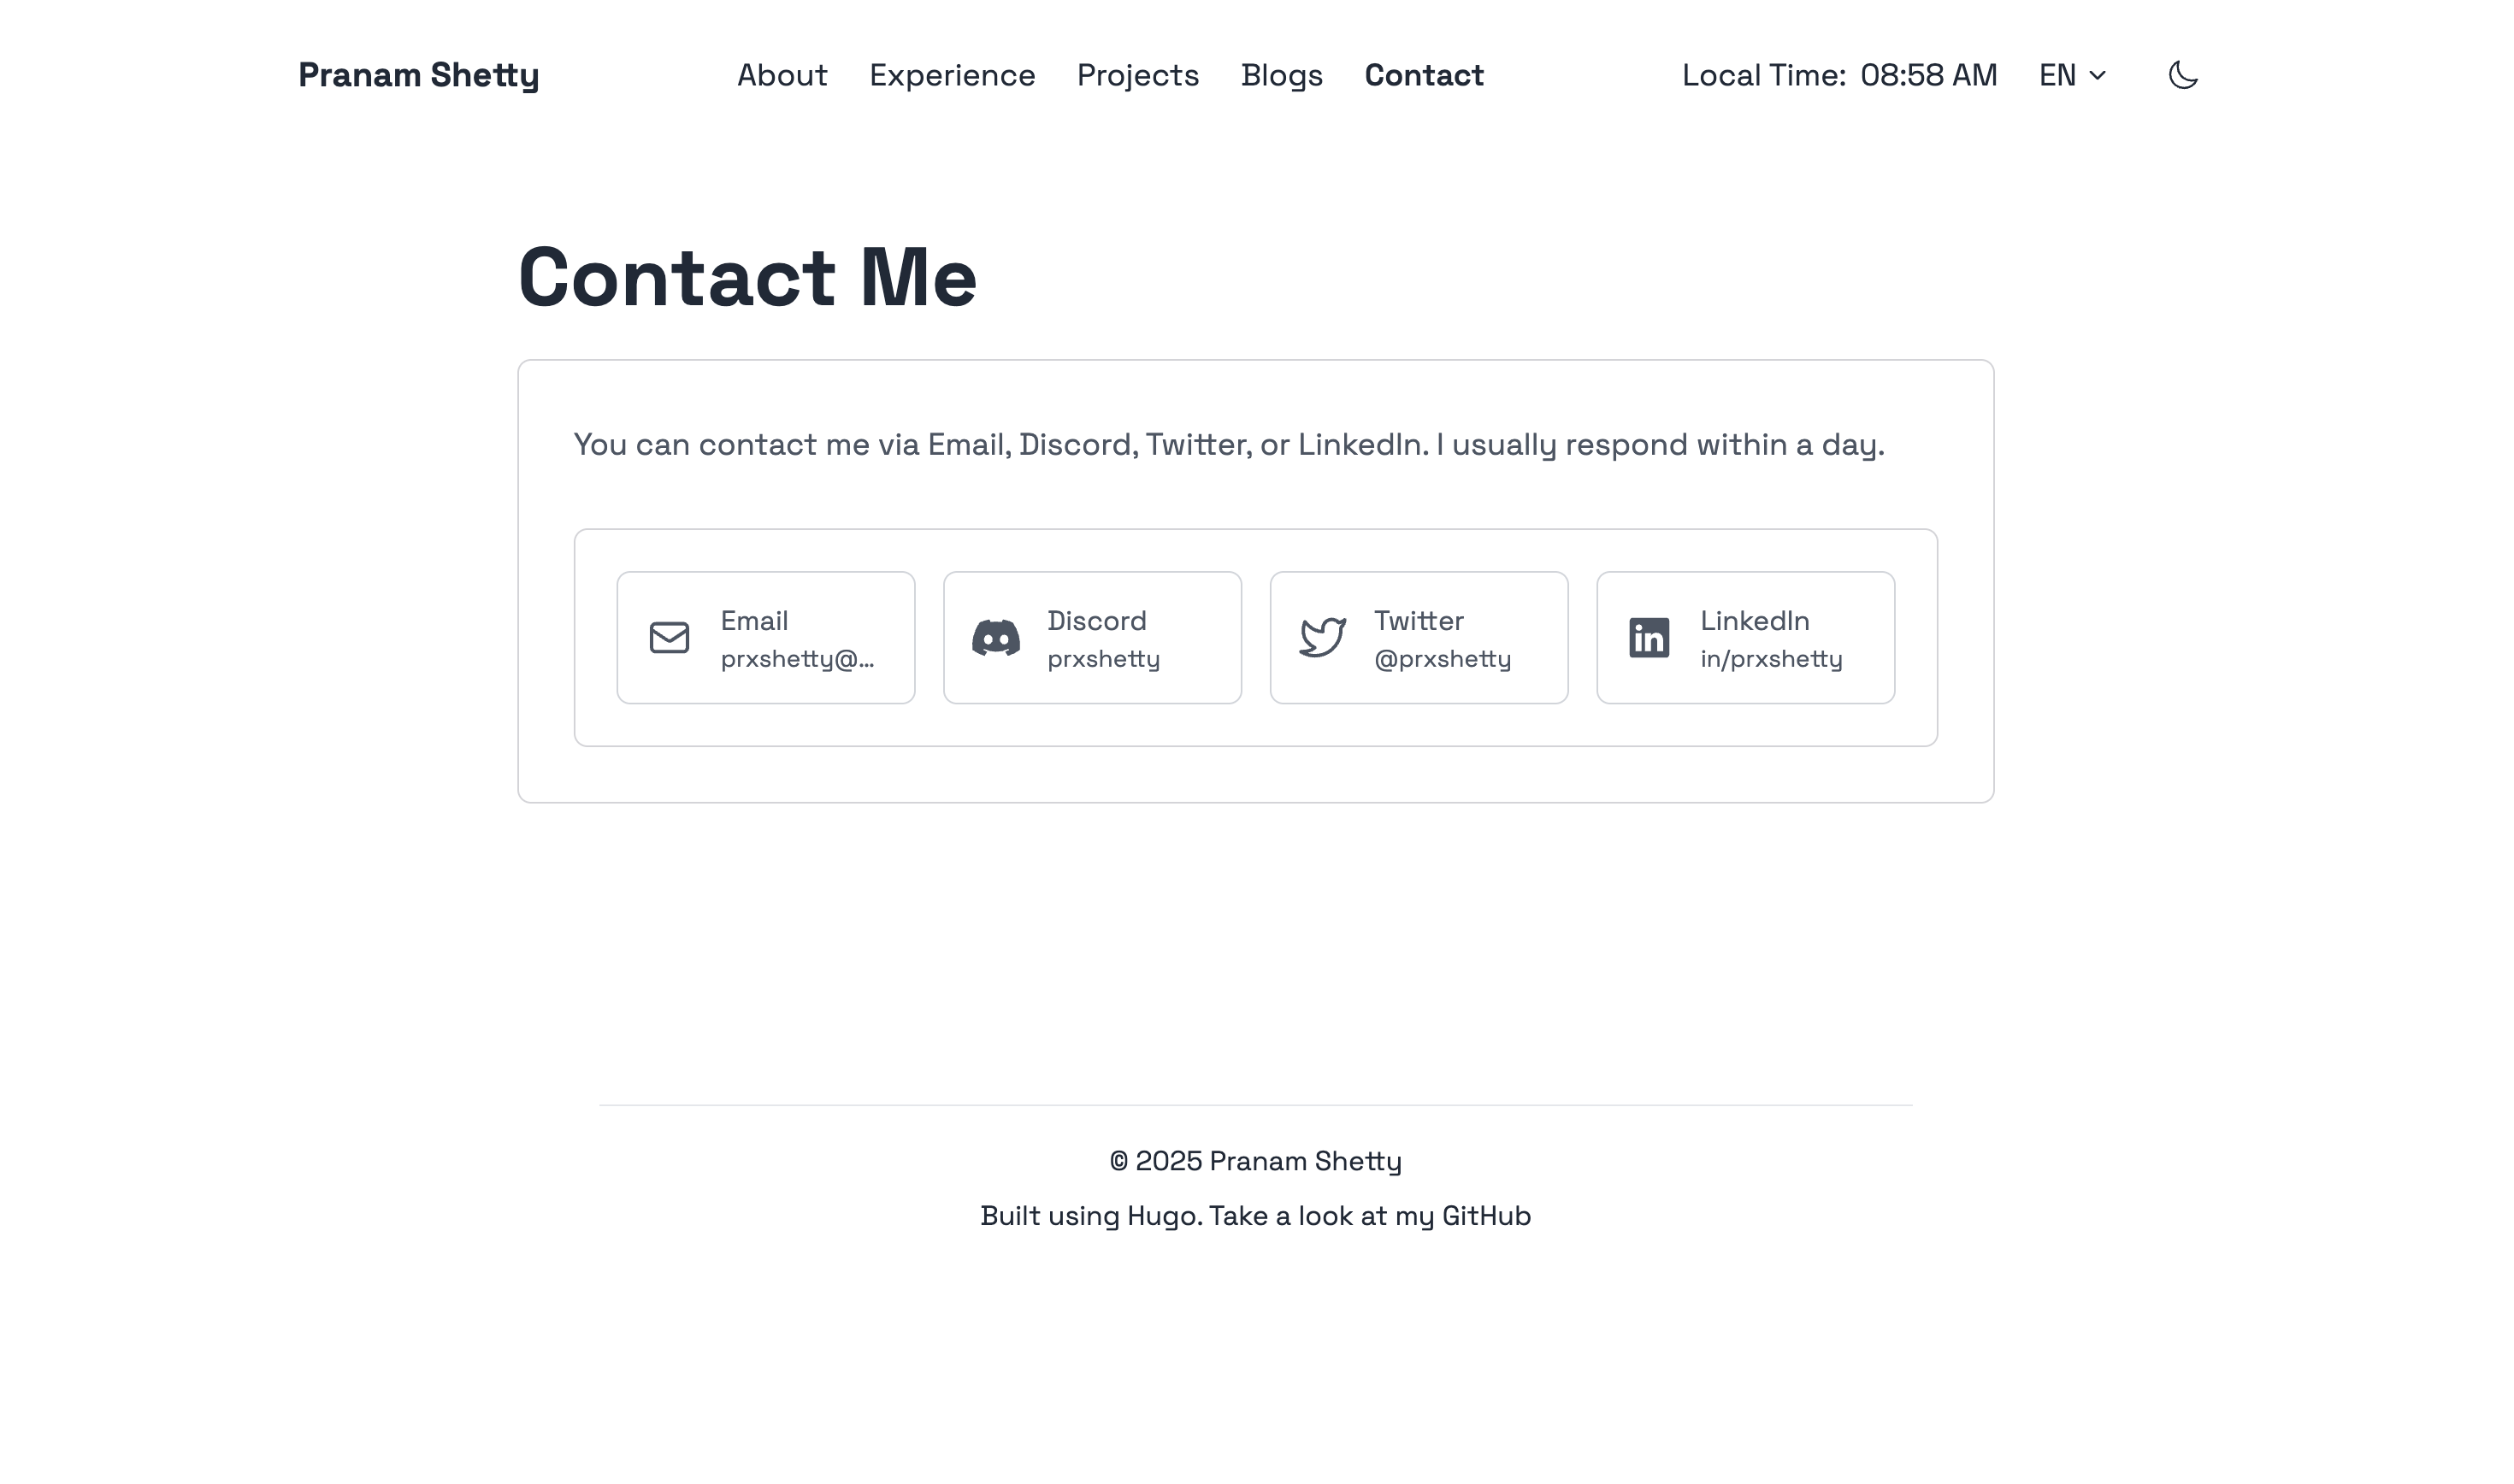 Pranam Shetty
About Experience Projects Blogs Contact
Local Time: 08:58 AM EN
Contact Me
You can contact me via Email, Discord, Twitter, or LinkedIn. I usually respond within a day.
Email
prxshetty@...
Discord
prxshetty
Twitter
@prxshetty
LinkedIn
in/prxshetty
© 2025 Pranam Shetty
Built using Hugo. Take a look at my GitHub